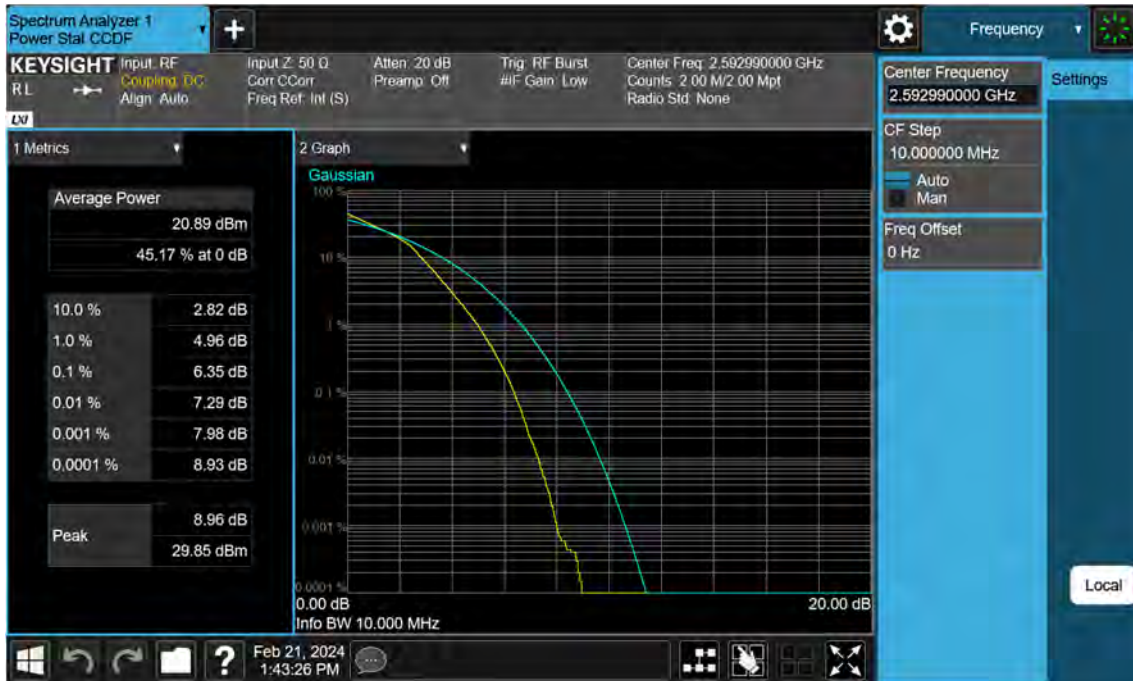 Spectrum Analyzer 1
Power Stat CCDF
Frequency
KEYSIGHT
RL
LXI
Input: RF
Coupling: DC
Align: Auto
Input Z: 50 Ω
Corr CCorr
Freq Ref: Int (S)
Atten: 20 dB
Preamp: Off
Trig: RF Burst
#IF Gain: Low
Center Freq: 2.592990000 GHz
Counts: 2.00 M/2.00 Mpt
Radio Std: None
Center Frequency
2.592990000 GHz
Settings
CF Step
10.000000 MHz
Auto
Man
Freq Offset
0 Hz
1 Metrics
Average Power
20.89 dBm
45.17 % at 0 dB
10.0 % 2.82 dB
1.0 % 4.96 dB
0.1 % 6.35 dB
0.01 % 7.29 dB
0.001 % 7.98 dB
0.0001 % 8.93 dB
Peak
8.96 dB
29.85 dBm
2 Graph
Gaussian
100 %
10 %
1 %
0.1 %
0.01 %
0.001 %
0.0001 %
0.00 dB 20.00 dB
Info BW 10.000 MHz
Local
?
Feb 21, 2024
1:43:26 PM